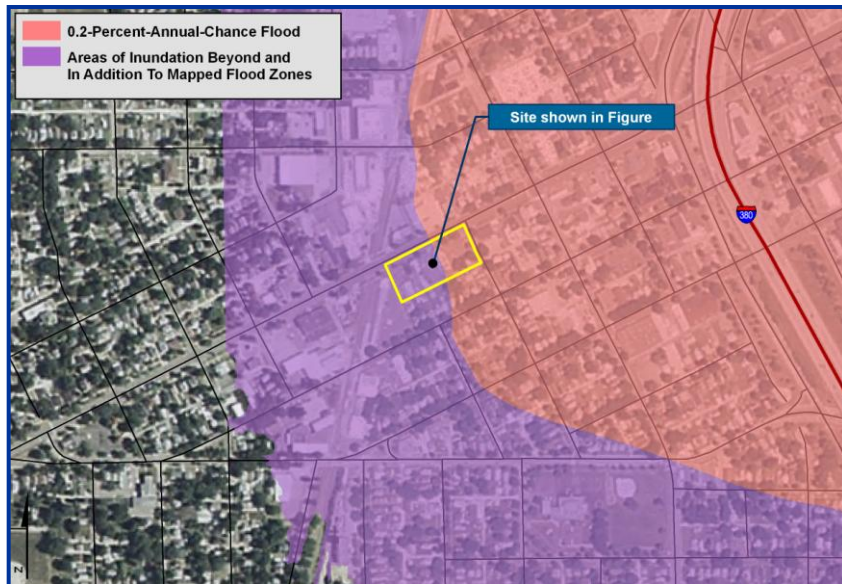 0.2-Percent-Annual-Chance Flood
Areas of Inundation Beyond and
In Addition To Mapped Flood Zones
Site shown in Figure
380
N